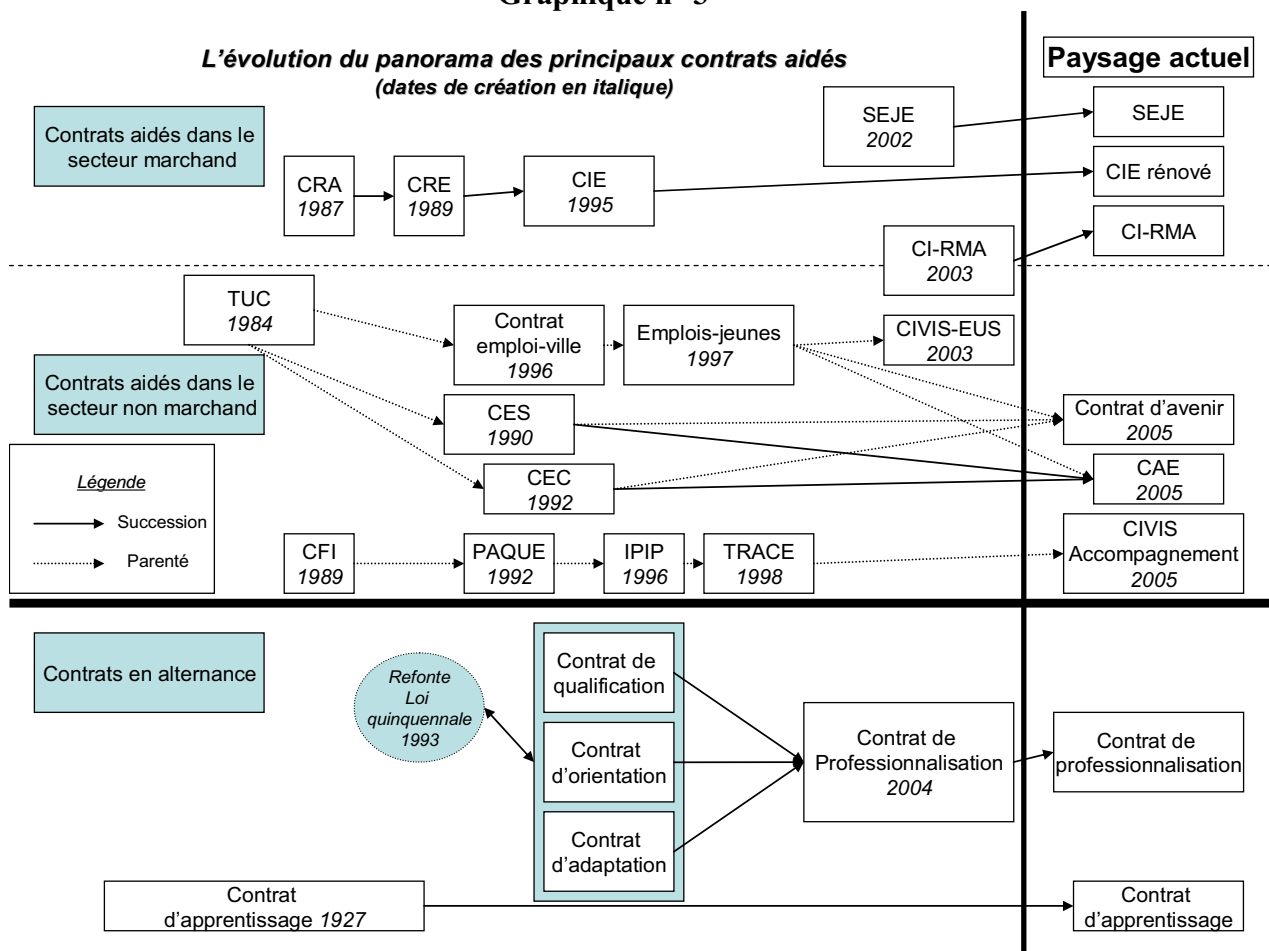 Graphique n° 3
L'évolution du panorama des principaux contrats aidés
(dates de création en italique)
Paysage actuel
Contrats aidés dans le
secteur marchand
SEJE
2002
SEJE
CRA
1987
CRE
1989
CIE
1995
CIE rénové
CI-RMA
2003
CI-RMA
TUC
1984
Contrat
emploi-ville
1996
Emplois-jeunes
1997
CIVIS-EUS
2003
Contrats aidés dans le
secteur non marchand
CES
1990
Contrat d'avenir
2005
CEC
1992
CAE
2005
Légende
Succession
Parenté
CFI
1989
PAQUE
1992
IPIP
1996
TRACE
1998
CIVIS
Accompagnement
2005
Contrats en alternance
Refonte
Loi
quinquennale
1993
Contrat de
qualification
Contrat
d'orientation
Contrat
d'adaptation
Contrat de
Professionnalisation
2004
Contrat de
professionnalisation
Contrat
d'apprentissage 1927
Contrat
d'apprentissage